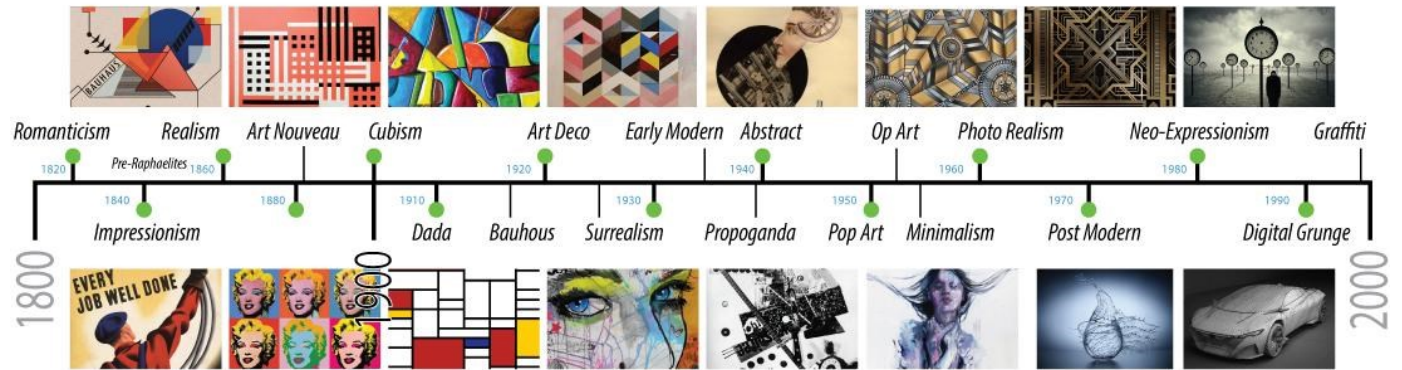 BAUHAUS
Romanticism
Realism
Art Nouveau
Cubism
Art Deco
Early Modern
Abstract
Op Art
Photo Realism
Neo-Expressionism
Graffiti
Pre-Raphaelites
1820
1860
1920
1940
1960
1980
1840
1880
1910
1930
1950
1970
1990
Impressionism
Dada
Bauhous
Surrealism
Propoganda
Pop Art
Minimalism
Post Modern
Digital Grunge
1800
1900
2000
EVERY
JOB WELL DONE